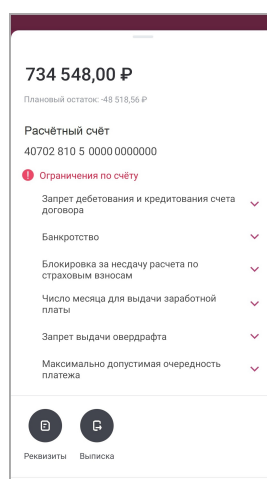 734 548,00 ₽
Плановый остаток: -48 518,56 ₽
Расчётный счёт
40702 810 5 0000 0000000
Ограничения по счёту
Запрет дебетования и кредитования счета
договора
Банкротство
Блокировка за несдачу расчета по
страховым взносам
Число месяца для выдачи заработной
платы
Запрет выдачи овердрафта
Максимально допустимая очередность
платежа
Реквизиты Выписка